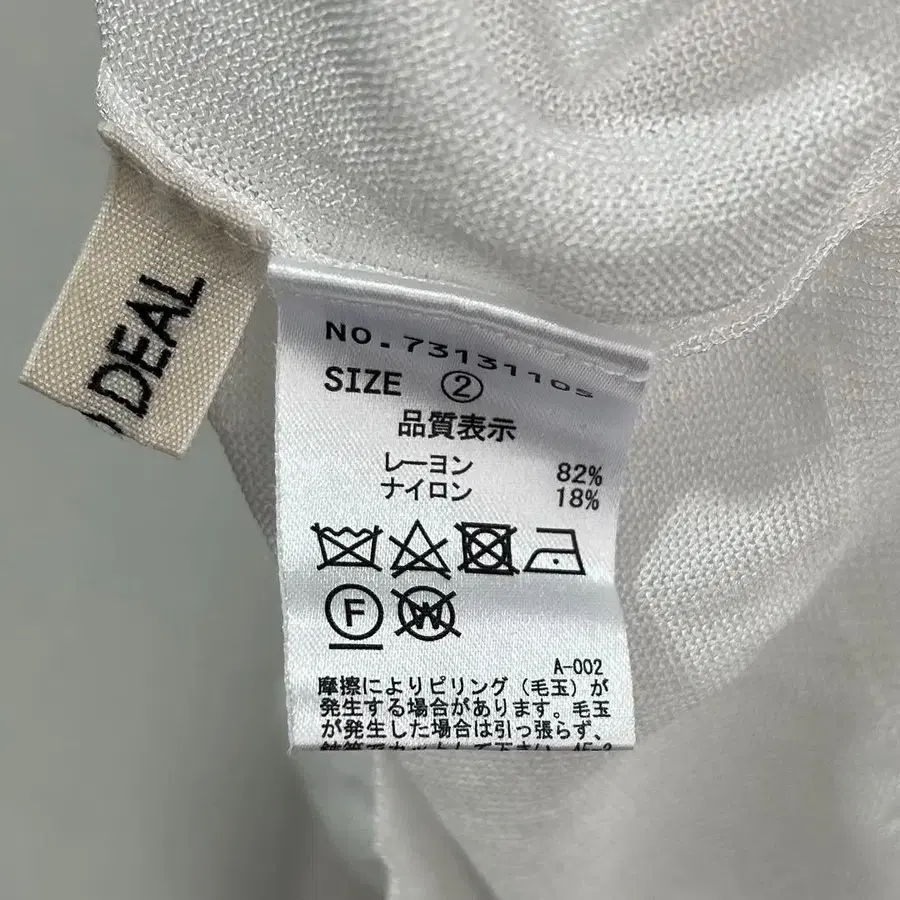 DEAL
NO.73131105
SIZE ②
品質表示
レーヨン 82%
ナイロン 18%
F
W
A-002
摩擦によりピリング(毛玉)が
発生する場合があります。毛玉
が発生した場合は引っ張らず、